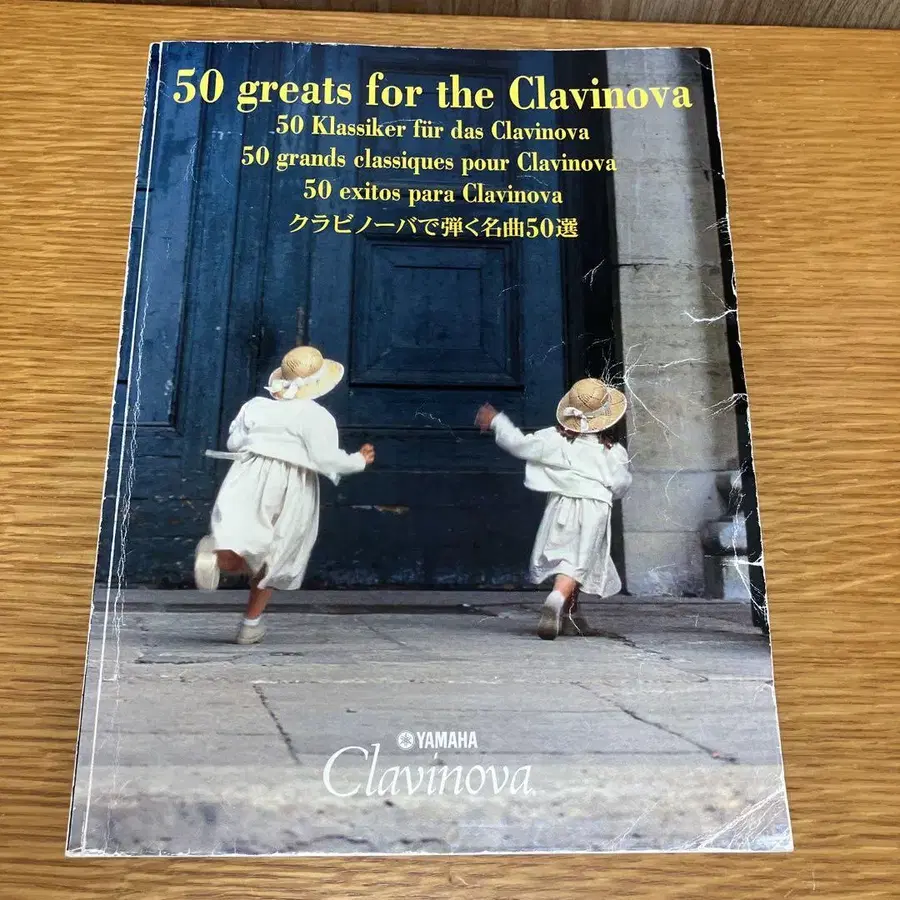 50 greats for the Clavinova
50 Klassiker für das Clavinova
50 grands classiques pour Clavinova
50 exitos para Clavinova
クラビノーバで弾く名曲50選
YAMAHA
Clavinova